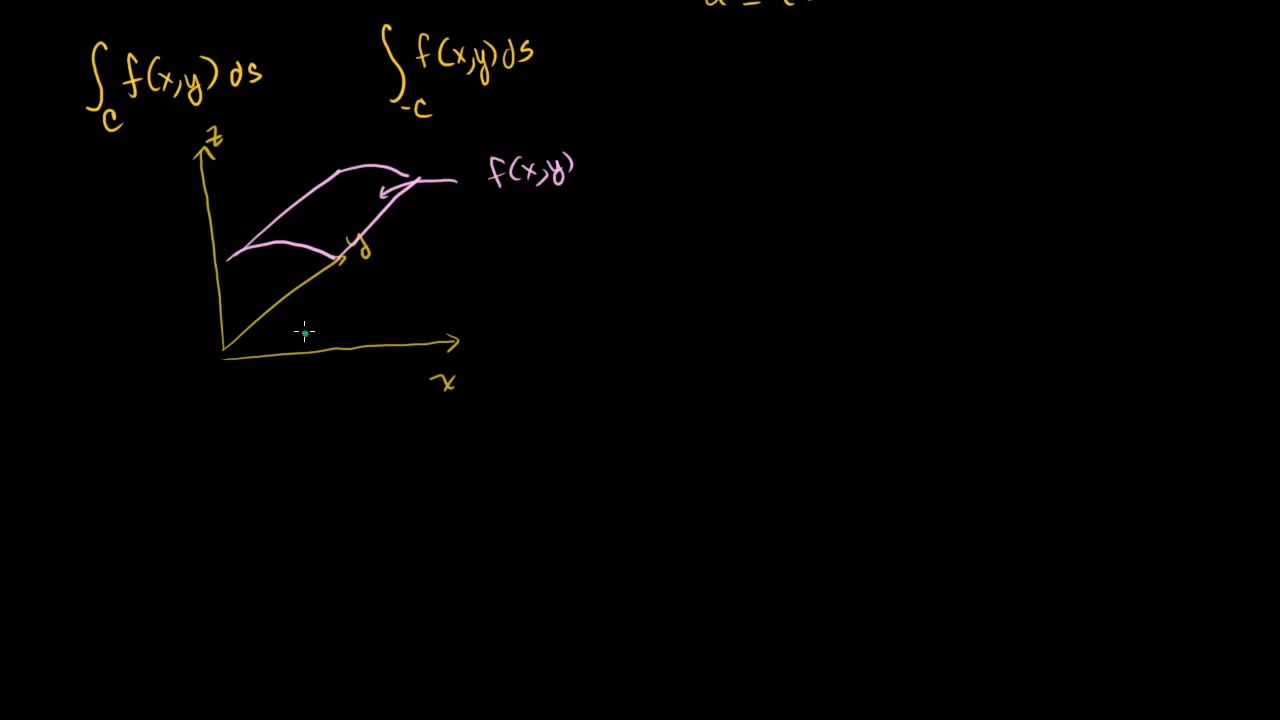 ∫_C f(x,y) ds ∫_{-C} f(x,y) ds
z
f(x,y)
y
x